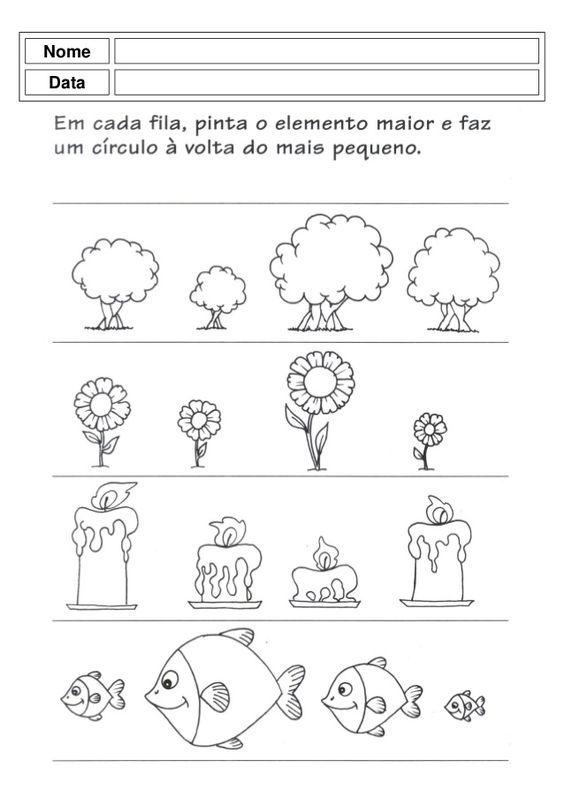 Nome
Data
Em cada fila, pinta o elemento maior e faz
um círculo à volta do mais pequeno.